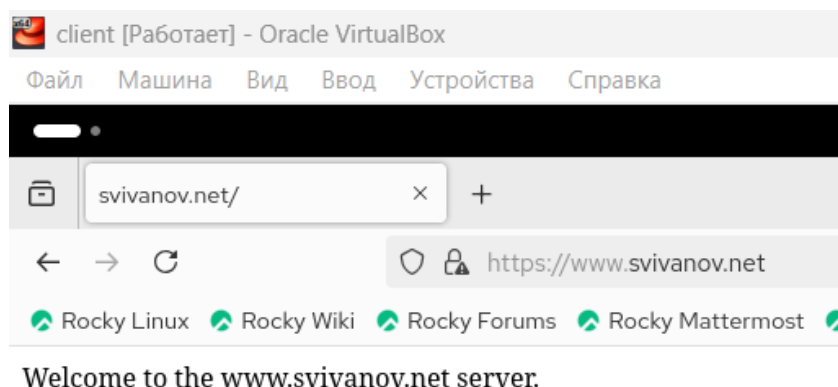 client [Работает] - Oracle VirtualBox
Файл Машина Вид Ввод Устройства Справка
svivanov.net/
https://www.svivanov.net
Rocky Linux Rocky Wiki Rocky Forums Rocky Mattermost
Welcome to the www.svivanov.net server.